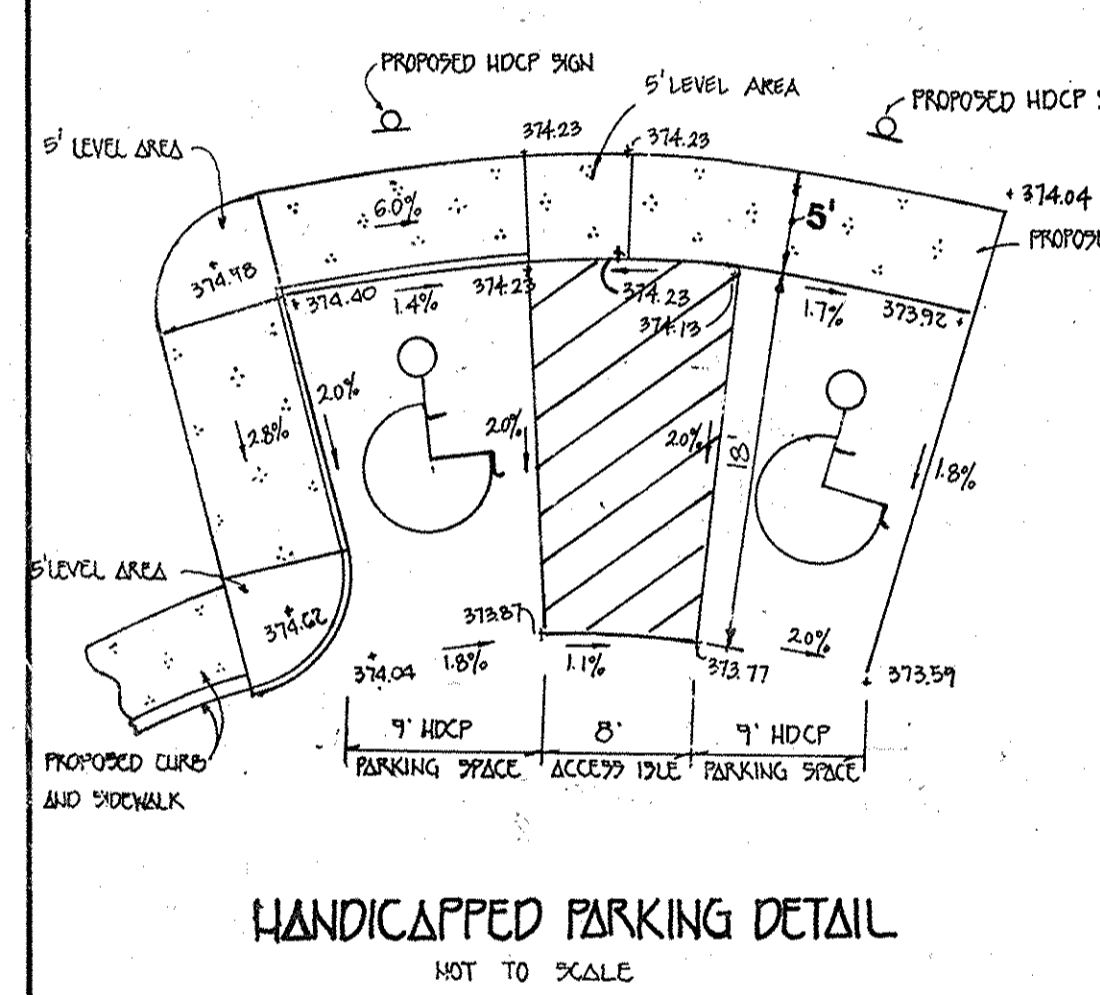 PROPOSED HDCP SIGN
5' LEVEL AREA
PROPOSED HDCP
5' LEVEL AREA
374.23
374.23
6.0%
5'
374.04
374.98
374.40
1.4%
374.23
374.23
374.13
1.7%
373.92
PROPOSE
2.8%
2.0%
2.0%
2.0%
18'
1.8%
5' LEVEL AREA
374.62
373.87
374.04
1.8%
1.1%
373.77
2.0%
373.59
9' HDCP
PARKING SPACE
8'
ACCESS ISLE
9' HDCP
PARKING SPACE
PROPOSED CURB
AND SIDEWALK
HANDICAPPED PARKING DETAIL
NOT TO SCALE